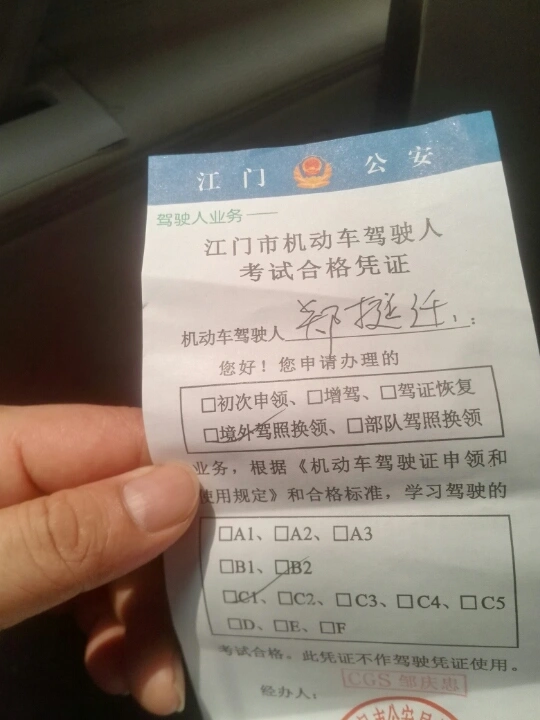 江门 公安
驾驶人业务——
江门市机动车驾驶人
考试合格凭证
机动车驾驶人 郑挺迁:
您好！您申请办理的
□初次申领、□增驾、□驾证恢复
□境外驾照换领、□部队驾照换领
业务，根据《机动车驾驶证申领和
使用规定》和合格标准，学习驾驶的
□A1、□A2、□A3
□B1、□B2
□C1、□C2、□C3、□C4、□C5
□D、□E、□F
考试合格。此凭证不作驾驶凭证使用。
CGS 邹庆忠
经办人：
市公安局